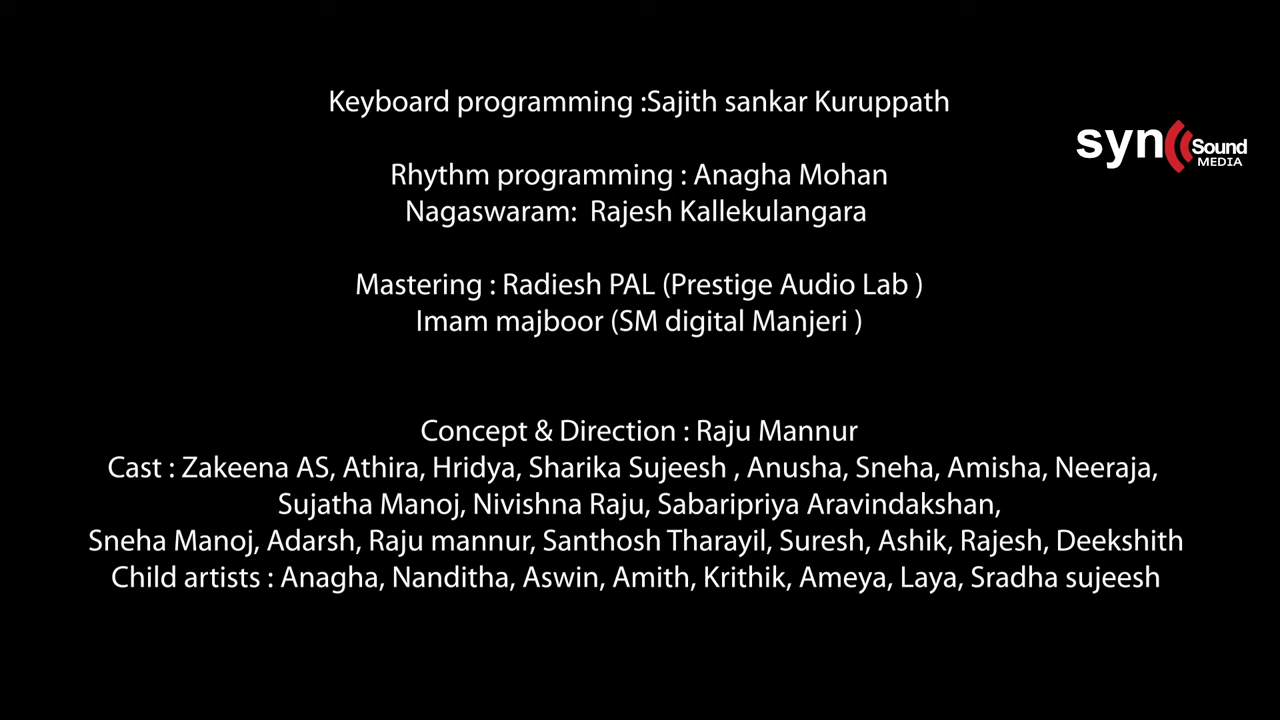 Keyboard programming :Sajith sankar Kuruppath
syn Sound
MEDIA
Rhythm programming : Anagha Mohan
Nagaswaram: Rajesh Kallekulangara
Mastering : Radiesh PAL (Prestige Audio Lab )
Imam majboor (SM digital Manjeri )
Concept & Direction : Raju Mannur
Cast : Zakeena AS, Athira, Hridya, Sharika Sujeesh , Anusha, Sneha, Amisha, Neeraja,
Sujatha Manoj, Nivishna Raju, Sabaripriya Aravindakshan,
Sneha Manoj, Adarsh, Raju mannur, Santhosh Tharayil, Suresh, Ashik, Rajesh, Deekshith
Child artists : Anagha, Nanditha, Aswin, Amith, Krithik, Ameya, Laya, Sradha sujeesh